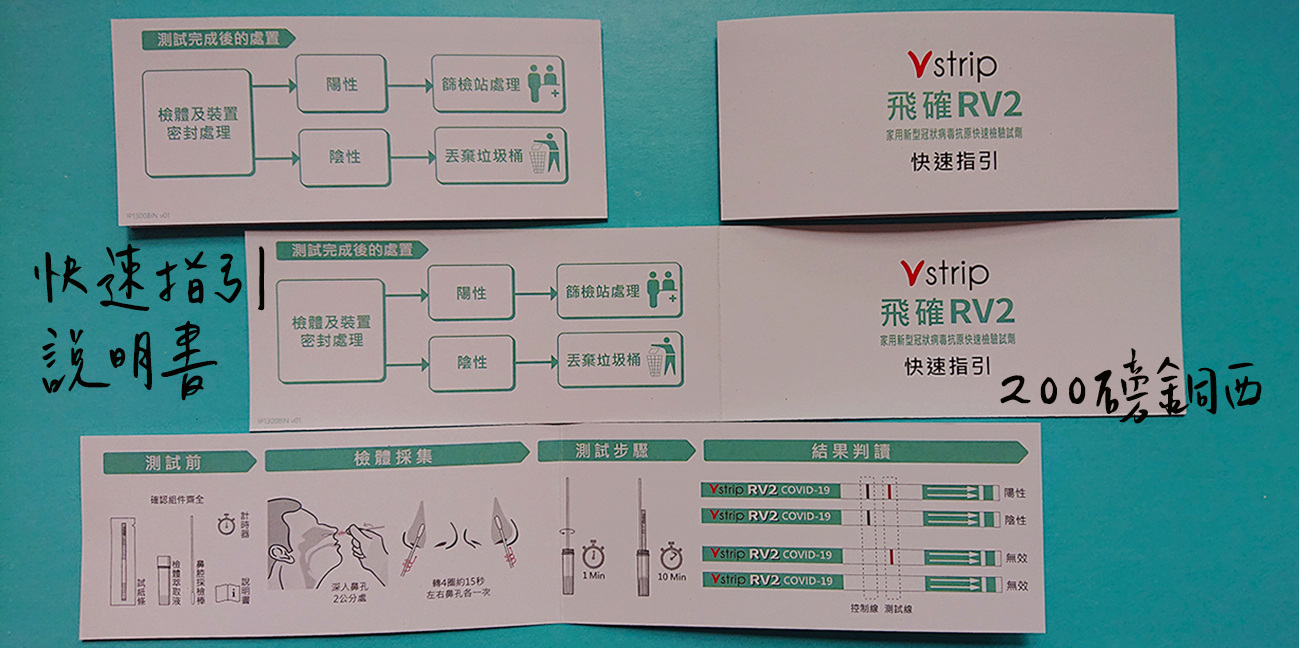 測試完成後的處置
檢體及裝置
密封處理
陽性
篩檢站處理
陰性
丟棄垃圾桶
IP1300BIN v01
Vstrip
飛確RV2
家用新型冠狀病毒抗原快速檢驗試劑
快速指引
快速指引
說明書
測試完成後的處置
檢體及裝置
密封處理
陽性
篩檢站處理
陰性
丟棄垃圾桶
IP1300BIN v01
Vstrip
飛確RV2
家用新型冠狀病毒抗原快速檢驗試劑
快速指引
200磅銅西
測試前
確認組件齊全
試紙條
檢體萃取液
鼻腔採檢棒
計時器
說明書
檢體採集
深入鼻孔
2公分處
轉4圈約15秒
左右鼻孔各一次
測試步驟
1 Min
10 Min
結果判讀
Vstrip RV2 COVID-19 陽性
Vstrip RV2 COVID-19 陰性
Vstrip RV2 COVID-19 無效
Vstrip RV2 COVID-19 無效
控制線 測試線